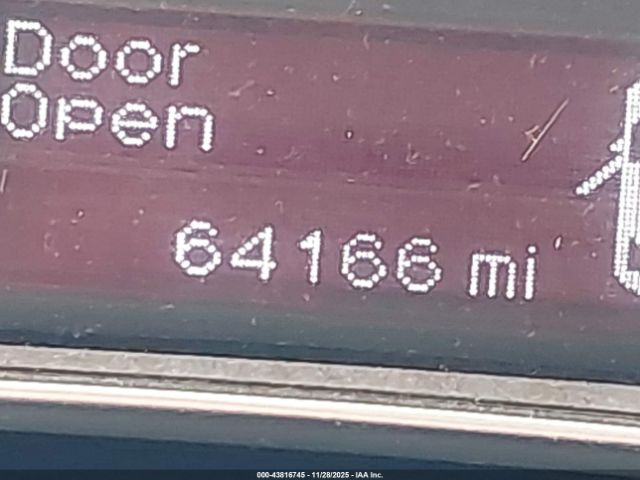 Door
Open
64166 mi
000-43816745 - 11/28/2025 - IAA Inc.